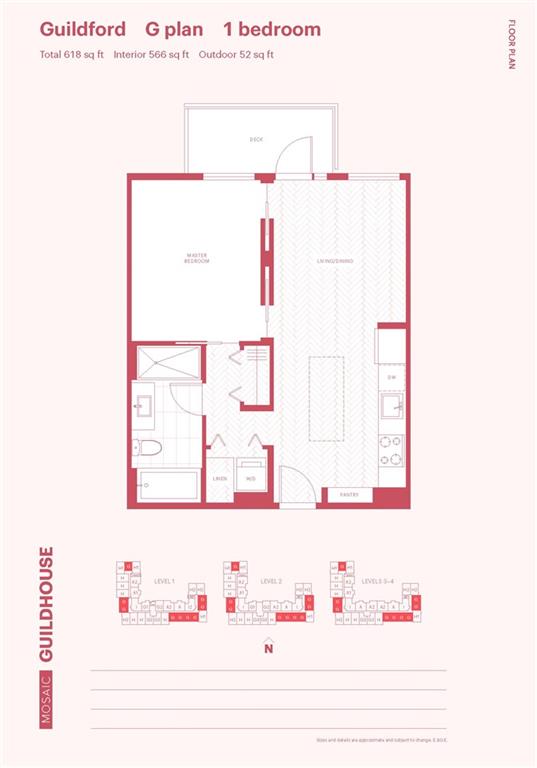 Guildford G plan 1 bedroom
Total 618 sq ft Interior 566 sq ft Outdoor 52 sq ft
FLOOR PLAN
DECK
MASTER
BEDROOM
LIVING/DINING
DW
LINEN
W/D
PANTRY
MOSAIC GUILDHOUSE
LEVEL 1
LEVEL 2
LEVELS 3-4
N
Sizes and details are approximate and subject to change. E.&O.E.